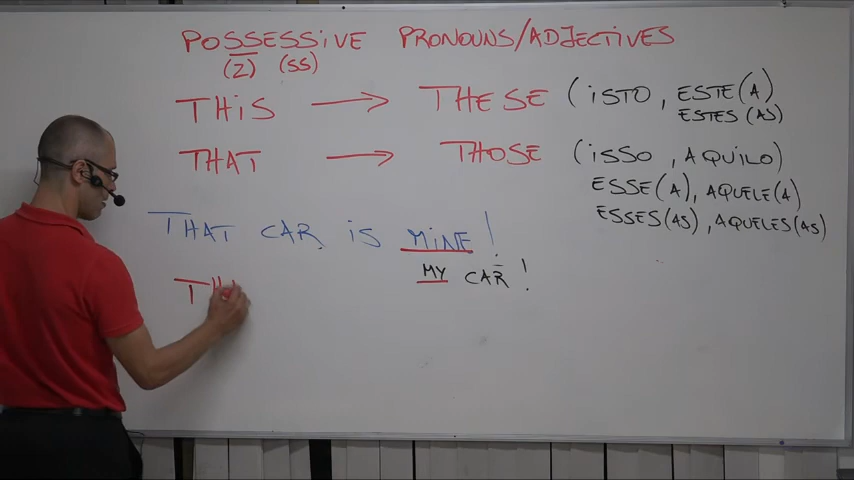 POSSESSiVE PRONOUNS/ADJECTIVES
(Z) (SS)
THiS → THESE (iSTO, ESTE(A)
ESTES(AS)
THAT → THOSE (iSSO, AQUiLO)
ESSE(A), AQUELE(A)
ESSES(AS), AQUELES(AS)
THAT CAR iS MiNE!
MY CAR!
TH